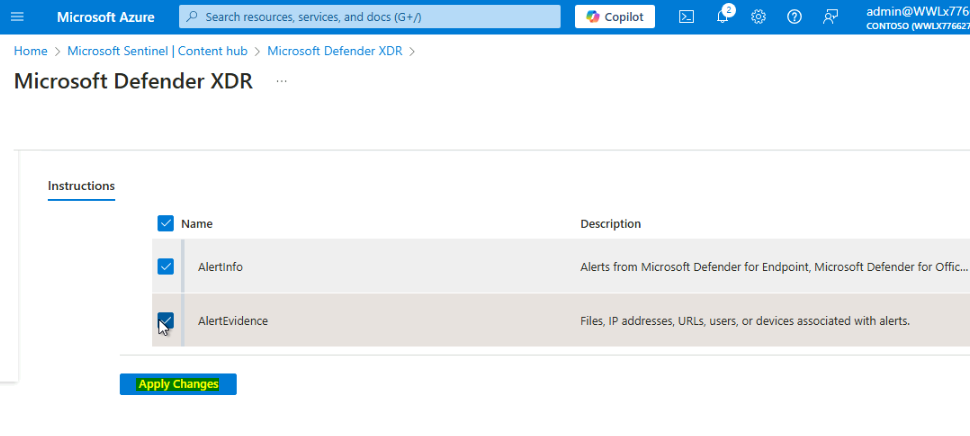 Microsoft Azure
Search resources, services, and docs (G+/)
Copilot
2
admin@WWLx776
CONTOSO (WWLX776627
Home > Microsoft Sentinel | Content hub > Microsoft Defender XDR >
Microsoft Defender XDR ...
Instructions
Name Description
AlertInfo Alerts from Microsoft Defender for Endpoint, Microsoft Defender for Offic...
AlertEvidence Files, IP addresses, URLs, users, or devices associated with alerts.
Apply Changes